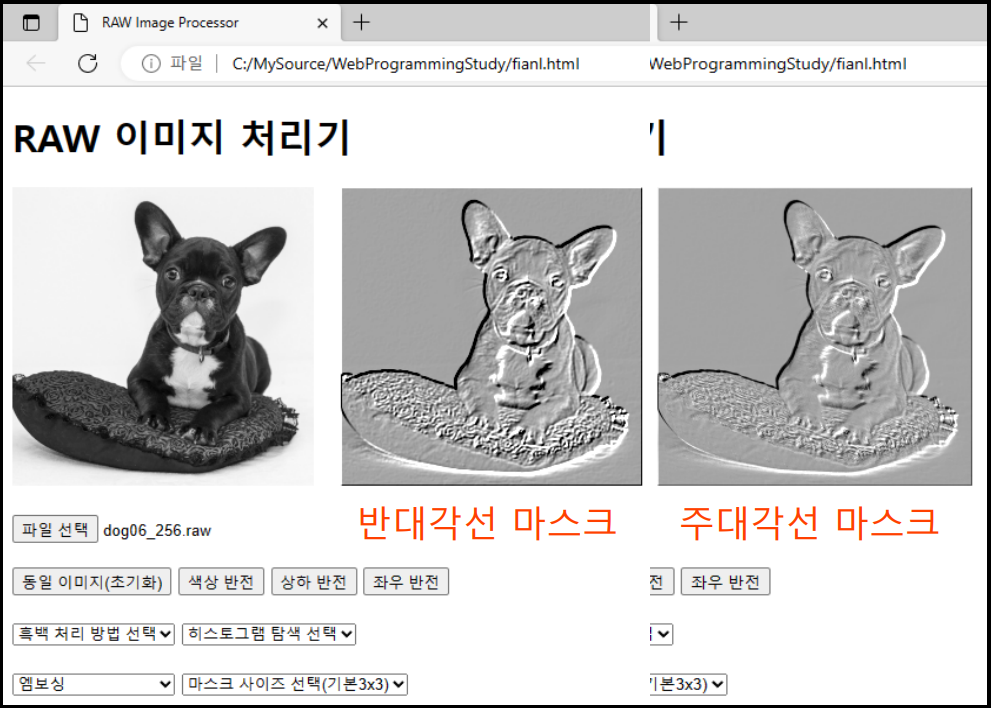 RAW Image Processor
파일 C:/MySource/WebProgrammingStudy/fianl.html
WebProgrammingStudy/fianl.html
RAW 이미지 처리기
기
반대각선 마스크 주대각선 마스크
파일 선택 dog06_256.raw
동일 이미지(초기화) 색상 반전 상하 반전 좌우 반전
전 좌우 반전
흑백 처리 방법 선택 히스토그램 탐색 선택
엠보싱 마스크 사이즈 선택(기본3x3)
기본3x3)